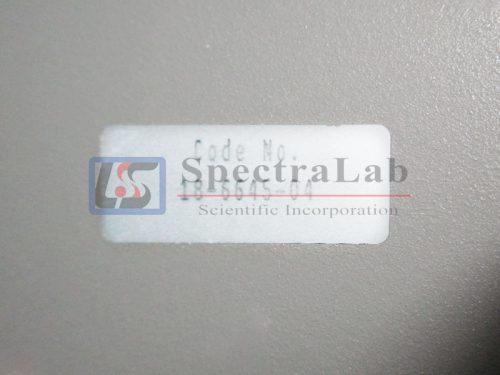 Code No.
SpectraLab
18-6645-04
Scientific Incorporation